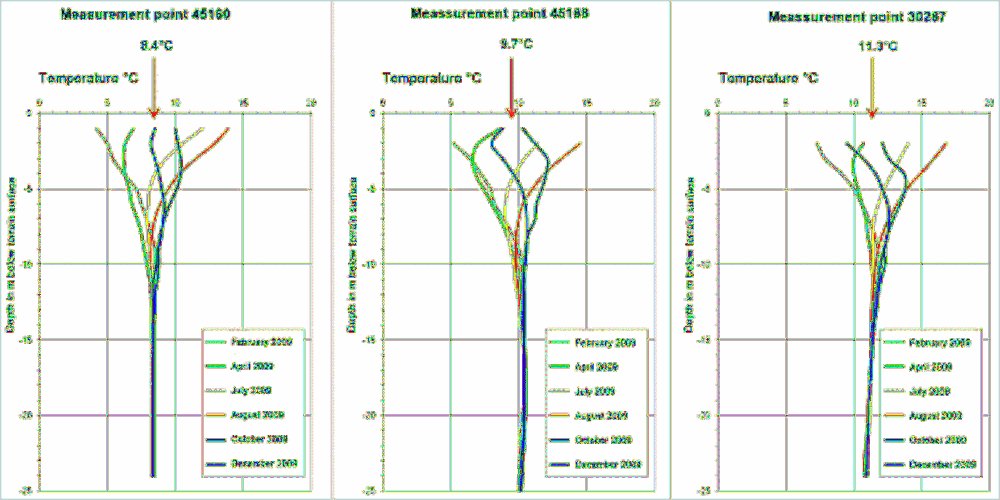 Meassurement point 45160
8.4°C
Temperature °C
0 5 10 15 20
0
-5
-10
-15
-20
-25
Depth in m below terrain surface
February 2009
April 2009
July 2009
August 2009
October 2009
December 2009
Meassurement point 45188
9.7°C
Temperature °C
0 5 10 15 20
0
-5
-10
-15
-20
-25
Depth in m below terrain surface
February 2009
April 2009
July 2009
August 2009
October 2009
December 2009
Meassurement point 30287
11.3°C
Temperature °C
0 5 10 15 20
0
-5
-10
-15
-20
-25
Depth in m below terrain surface
February 2009
April 2009
July 2009
August 2009
October 2009
December 2009